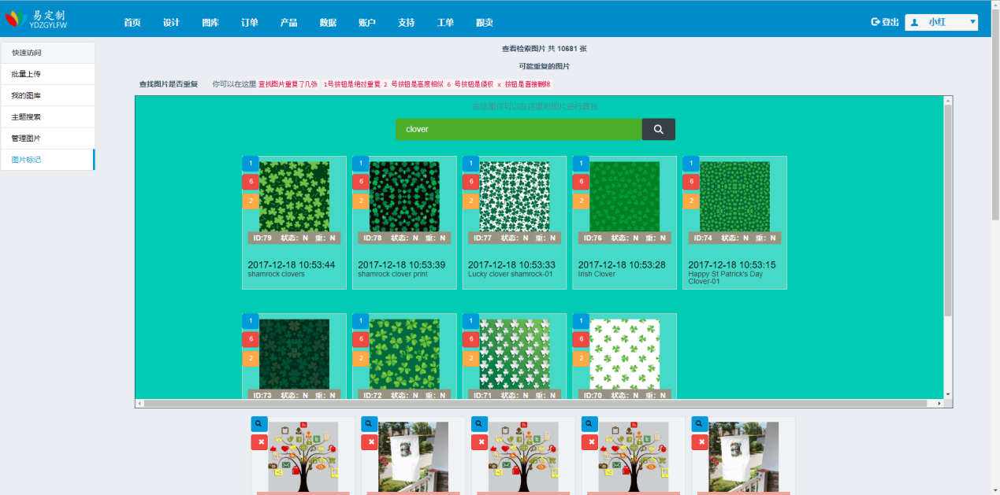 易定制
YDZGYLFW
首页 设计 图库 订单 产品 数据 账户 支持 工单 跟卖
登出 小红
快速访问
批量上传
我的图库
主题搜索
管理图片
图片标记
查看检索图片 共 10681 张
可能重复的图片
查找图片是否重复 你可以在这里 查找图片重复了几张 1号按钮是绝对重复 2 号按钮是高度相似 6 号按钮是侵权 x 按钮是直接删除
在这里你可以在这里对图片进行查找
clover
1 1 1 1 1
6 6 6 6 6
2 2 2 2 2
ID:79 状态: N 重: N ID:78 状态: N 重: N ID:77 状态: N 重: N ID:76 状态: N 重: N ID:74 状态: N 重: N
2017-12-18 10:53:44 2017-12-18 10:53:39 2017-12-18 10:53:33 2017-12-18 10:53:28 2017-12-18 10:53:15
shamrock clovers shamrock clover print Lucky clover shamrock-01 Irish Clover Happy St Patrick's Day
Clover-01
1 1 1 1
6 6 6 6
2 2 2 2
ID:73 状态: N 重: N ID:72 状态: N 重: N ID:71 状态: N 重: N ID:70 状态: N 重: N